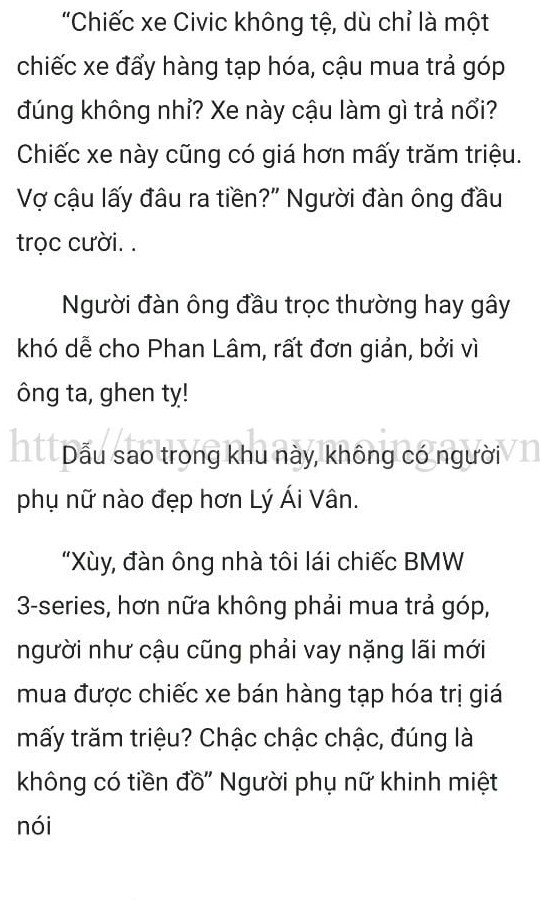 “Chiếc xe Civic không tệ, dù chỉ là một
chiếc xe đẩy hàng tạp hóa, cậu mua trả góp
đúng không nhỉ? Xe này cậu làm gì trả nổi?
Chiếc xe này cũng có giá hơn mấy trăm triệu.
Vợ cậu lấy đâu ra tiền?” Người đàn ông đầu
trọc cười. .
Người đàn ông đầu trọc thường hay gây
khó dễ cho Phan Lâm, rất đơn giản, bởi vì
ông ta, ghen tỵ!
http://truyenhaymoingay.vn
Dẫu sao trong khu này, không có người
phụ nữ nào đẹp hơn Lý Ái Vân.
“Xùy, đàn ông nhà tôi lái chiếc BMW
3-series, hơn nữa không phải mua trả góp,
người như cậu cũng phải vay nặng lãi mới
mua được chiếc xe bán hàng tạp hóa trị giá
mấy trăm triệu? Chậc chậc chậc, đúng là
không có tiền đồ” Người phụ nữ khinh miệt
nói